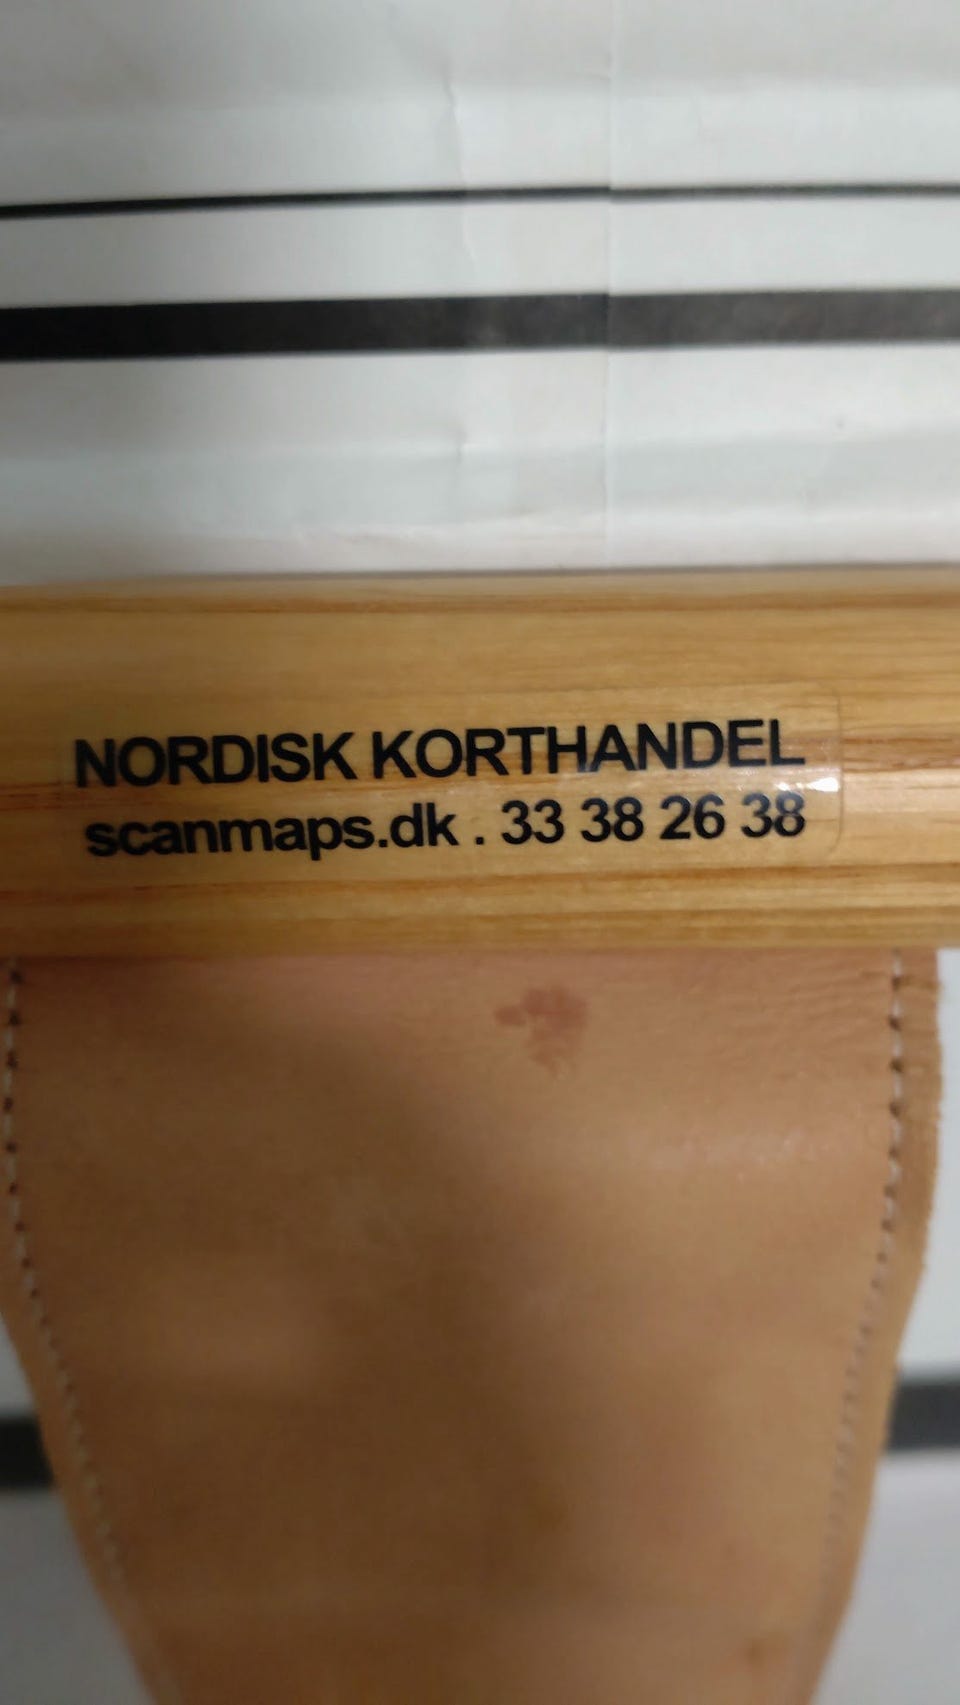 NORDISK KORTHANDEL
scanmaps.dk . 33 38 26 38